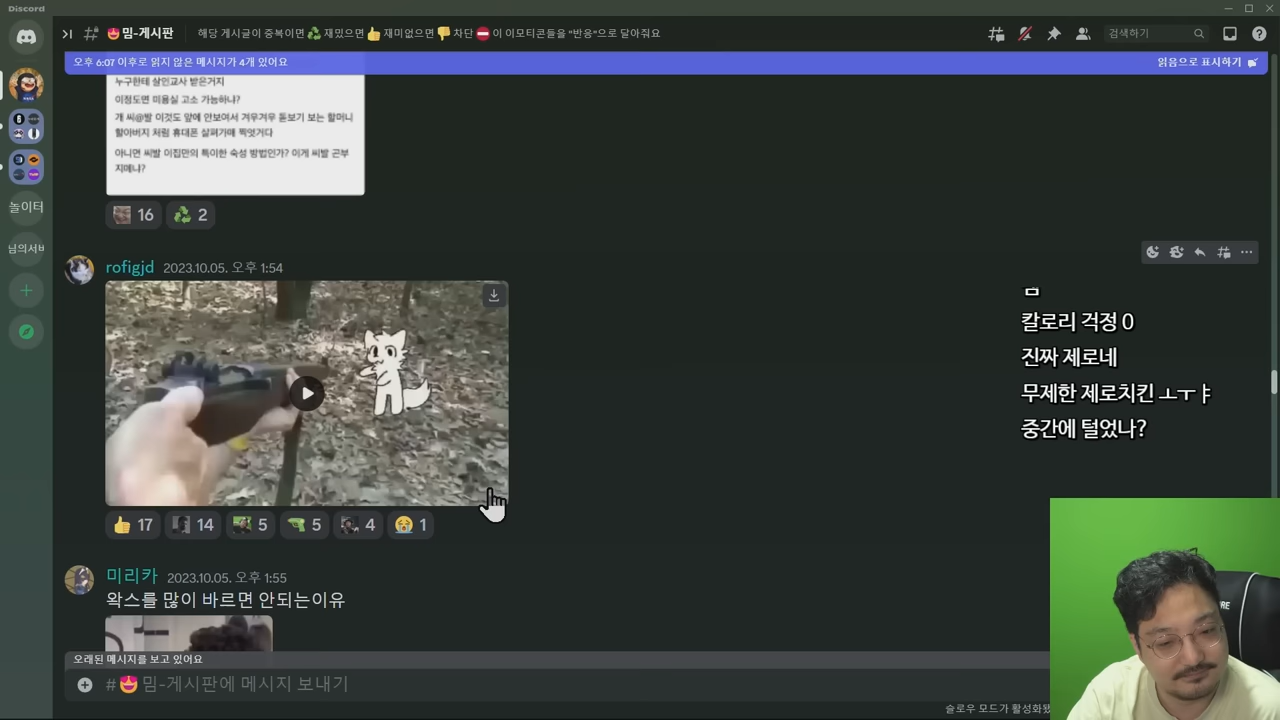 Discord
😍밈-게시판
해당 게시글이 중복이면 ♻ 재밌으면 👍 재미없으면 👎 차단 ⛔ 이 이모티콘들을 "반응"으로 달아줘요
검색하기
오후 6:07 이후로 읽지 않은 메시지가 4개 있어요
읽음으로 표시하기
누구한테 살인교사 받은거지
이정도면 미용실 고소 가능하냐?
개 씨@발 이것도 앞에 안보여서 겨우겨우 돋보기 보는 할머니
할아버지 처럼 휴대폰 살펴가며 찍엇거다
아니면 씨발 이집만의 특이한 숙성 방법인가? 이게 씨발 곤부
지메냐?
16
2
놀이터
님의서버
rofigjd 2023.10.05. 오후 1:54
칼로리 걱정 0
진짜 제로네
무제한 제로치킨 ㅗㅜㅑ
중간에 털었나?
17
14
5
5
4
1
미리카 2023.10.05. 오후 1:55
왁스를 많이 바르면 안되는이유
오래된 메시지를 보고 있어요
#😍밈-게시판에 메시지 보내기
슬로우 모드가 활성화됐